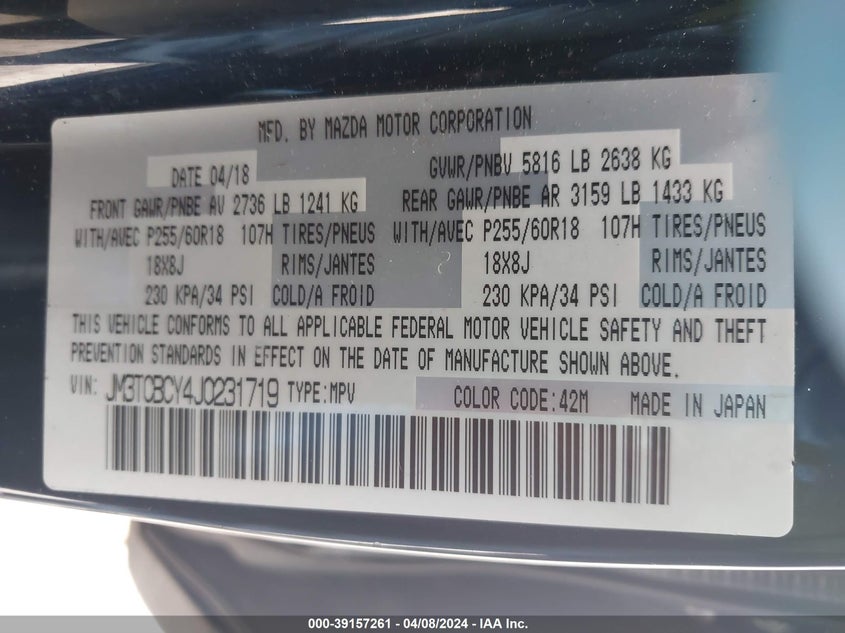 MFD. BY MAZDA MOTOR CORPORATION
DATE 04/18 GVWR/PNBV 5816 LB 2638 KG
FRONT GAWR/PNBE AV 2736 LB 1241 KG REAR GAWR/PNBE AR 3159 LB 1433 KG
WITH/AVEC P255/60R18 107H TIRES/PNEUS WITH/AVEC P255/60R18 107H TIRES/PNEUS
18X8J RIMS/JANTES 18X8J RIMS/JANTES
230 KPA/34 PSI COLD/A FROID 230 KPA/34 PSI COLD/A FROID
THIS VEHICLE CONFORMS TO ALL APPLICABLE FEDERAL MOTOR VEHICLE SAFETY AND THEFT
PREVENTION STANDARDS IN EFFECT ON THE DATE OF MANUFACTURE SHOWN ABOVE.
VIN: JM3TCBCY4J0231719 TYPE:MPV COLOR CODE:42M MADE IN JAPAN
000-39157261 - 04/08/2024 - IAA Inc.